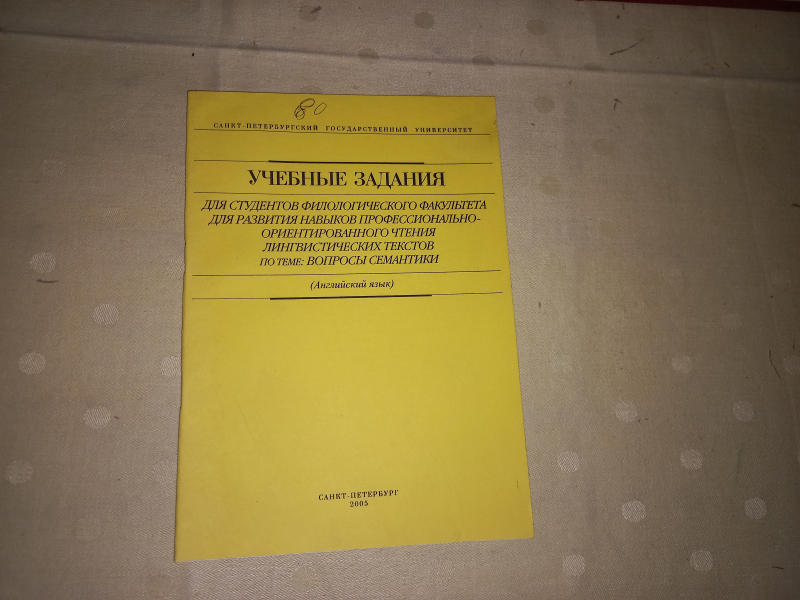 80
САНКТ-ПЕТЕРБУРГСКИЙ ГОСУДАРСТВЕННЫЙ УНИВЕРСИТЕТ
УЧЕБНЫЕ ЗАДАНИЯ
ДЛЯ СТУДЕНТОВ ФИЛОЛОГИЧЕСКОГО ФАКУЛЬТЕТА
ДЛЯ РАЗВИТИЯ НАВЫКОВ ПРОФЕССИОНАЛЬНО-
ОРИЕНТИРОВАННОГО ЧТЕНИЯ
ЛИНГВИСТИЧЕСКИХ ТЕКСТОВ
ПО ТЕМЕ: ВОПРОСЫ СЕМАНТИКИ
(Английский язык)
САНКТ-ПЕТЕРБУРГ
2005